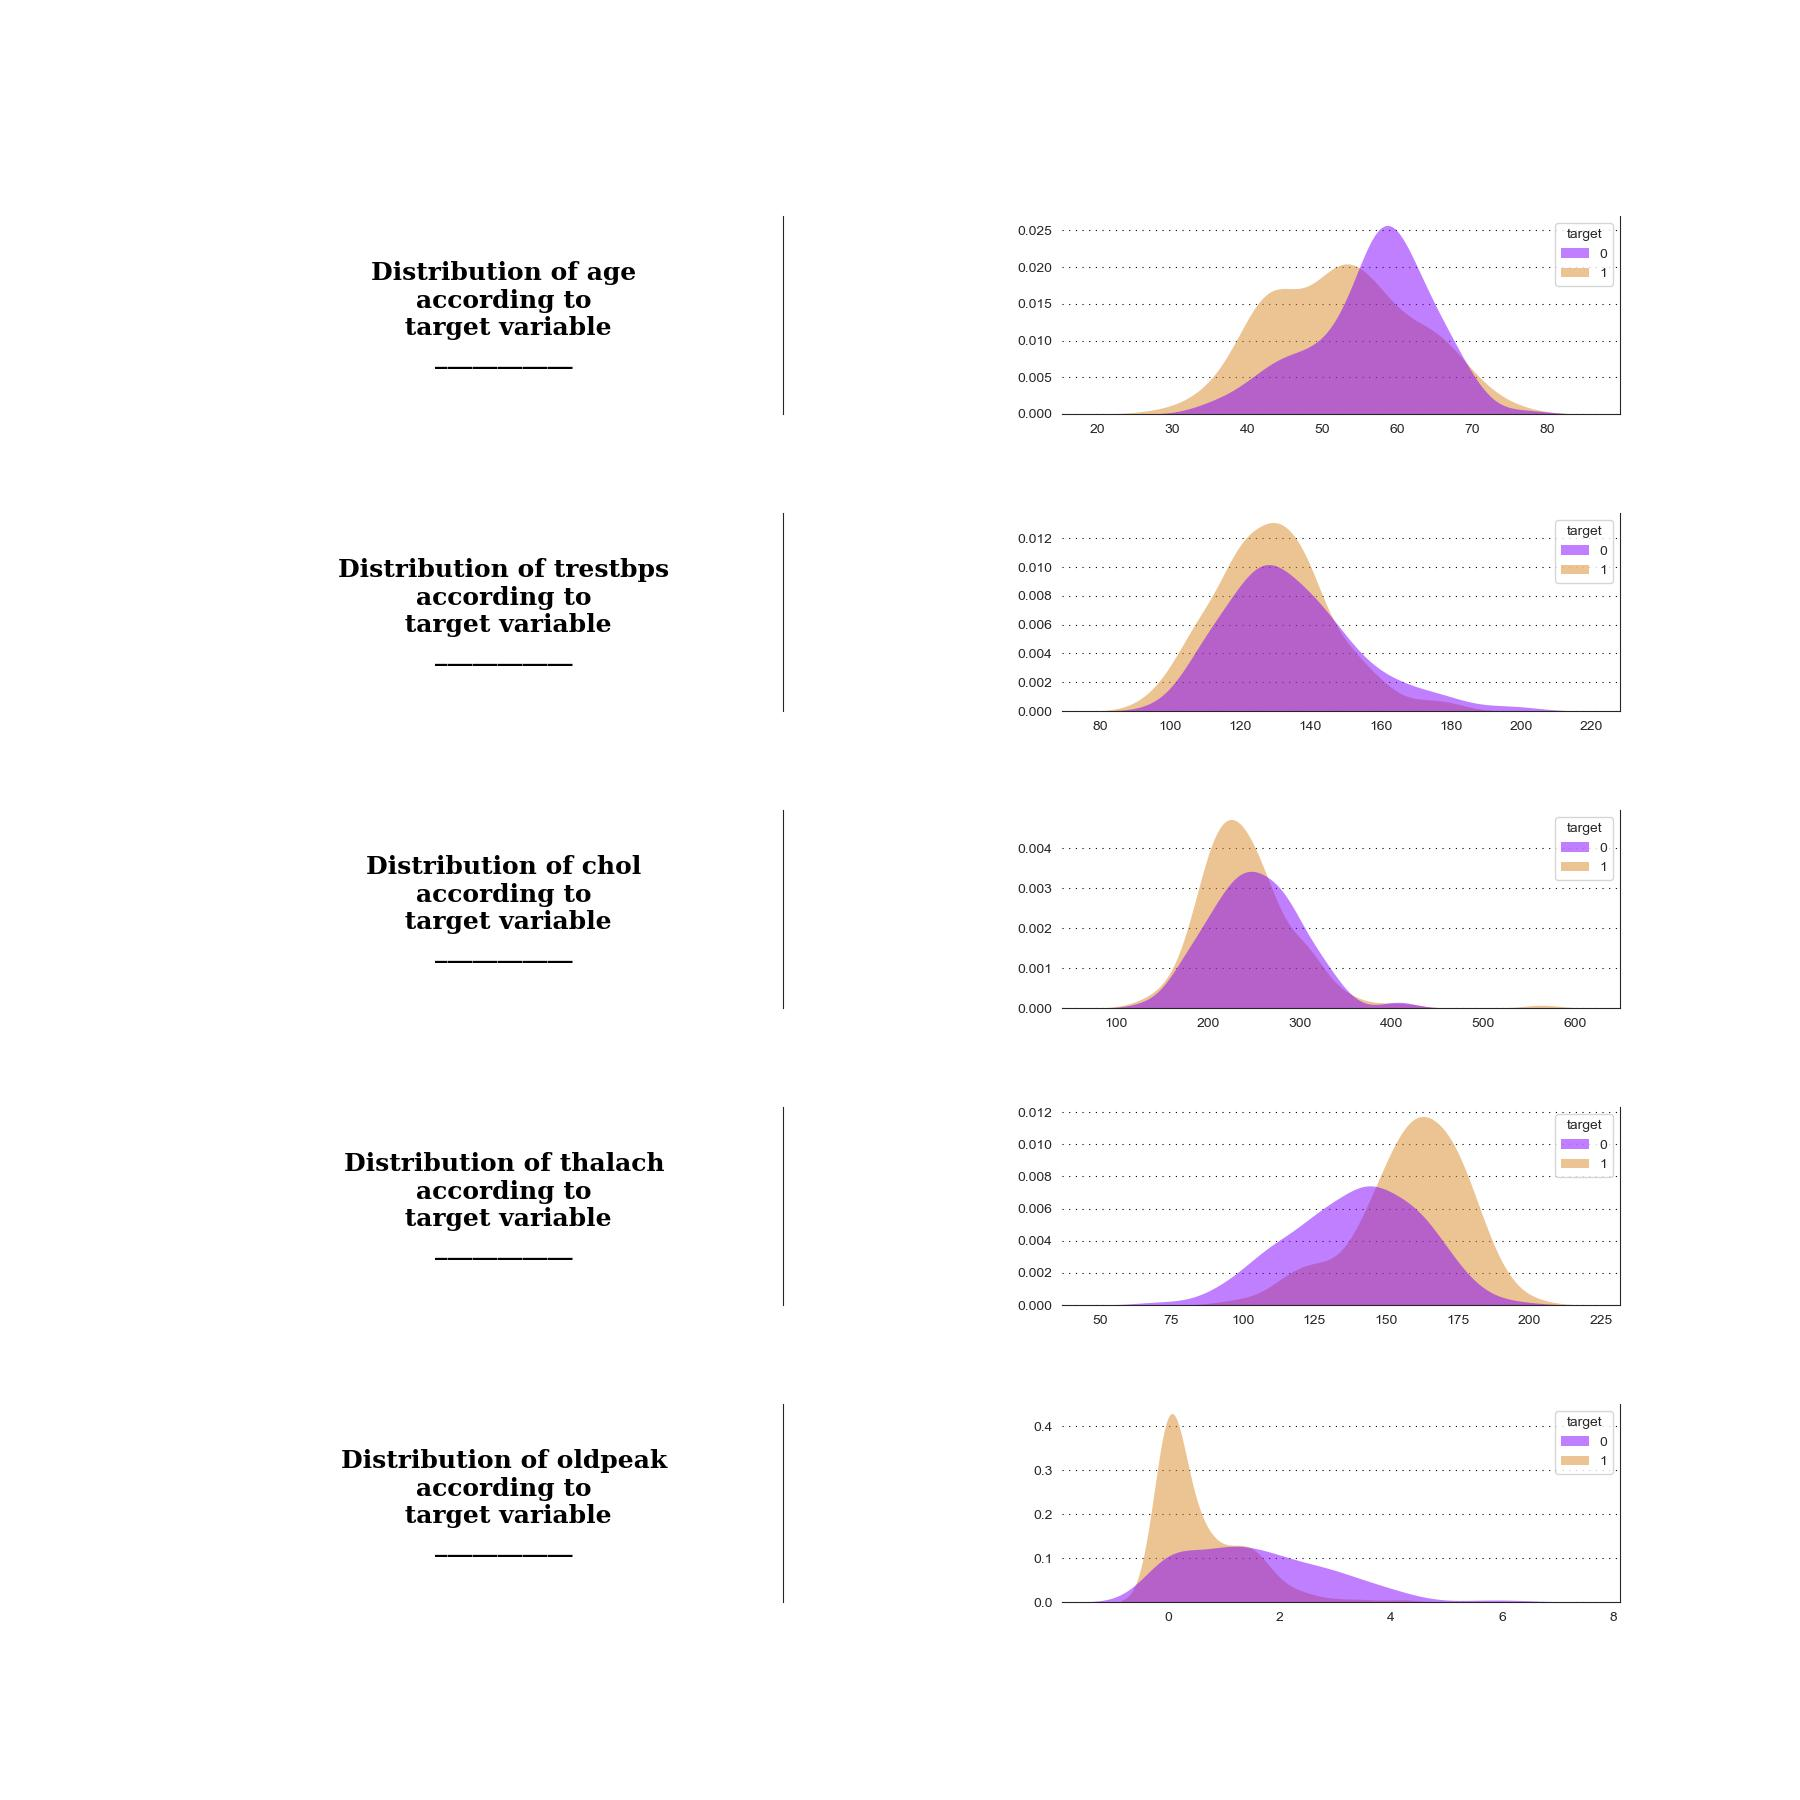 Distribution of age
according to
target variable
___________
0.025
0.020
0.015
0.010
0.005
0.000
20 30 40 50 60 70 80
target
0
1
Distribution of trestbps
according to
target variable
___________
0.012
0.010
0.008
0.006
0.004
0.002
0.000
80 100 120 140 160 180 200 220
target
0
1
Distribution of chol
according to
target variable
___________
0.004
0.003
0.002
0.001
0.000
100 200 300 400 500 600
target
0
1
Distribution of thalach
according to
target variable
___________
0.012
0.010
0.008
0.006
0.004
0.002
0.000
50 75 100 125 150 175 200 225
target
0
1
Distribution of oldpeak
according to
target variable
___________
0.4
0.3
0.2
0.1
0.0
0 2 4 6 8
target
0
1